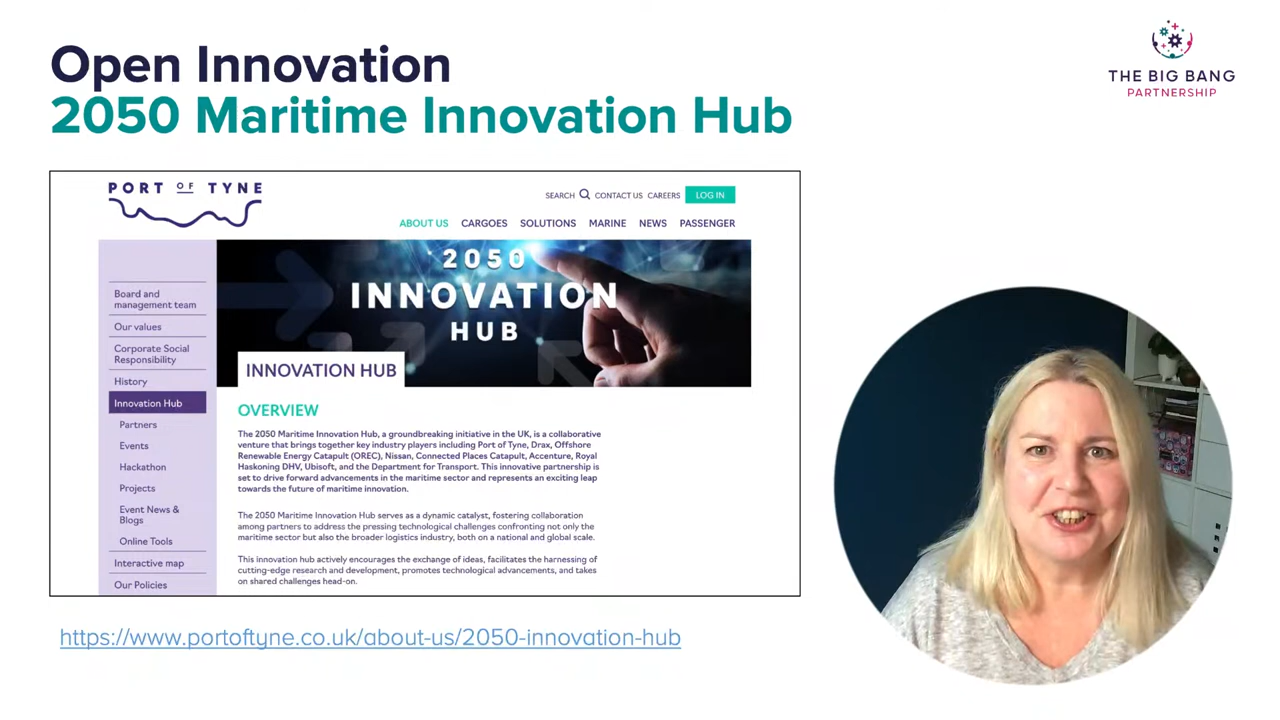 Open Innovation
2050 Maritime Innovation Hub
THE BIG BANG
PARTNERSHIP
PORT OF TYNE
SEARCH CONTACT US CAREERS LOG IN
ABOUT US CARGOES SOLUTIONS MARINE NEWS PASSENGER
2050
INNOVATION
HUB
INNOVATION HUB
Board and
management team
Our values
Corporate Social
Responsibility
History
Innovation Hub
Partners
Events
Hackathon
Projects
Event News &
Blogs
Online Tools
Interactive map
Our Policies
OVERVIEW
The 2050 Maritime Innovation Hub, a groundbreaking initiative in the UK, is a collaborative
venture that brings together key industry players including Port of Tyne, Drax, Offshore
Renewable Energy Catapult (OREC), Nissan, Connected Places Catapult, Accenture, Royal
Haskoning DHV, Ubisoft, and the Department for Transport. This innovative partnership is
set to drive forward advancements in the maritime sector and represents an exciting leap
towards the future of maritime innovation.
The 2050 Maritime Innovation Hub serves as a dynamic catalyst, fostering collaboration
among partners to address the pressing technological challenges confronting not only the
maritime sector but also the broader logistics industry, both on a national and global scale.
This innovation hub actively encourages the exchange of ideas, facilitates the harnessing of
cutting-edge research and development, promotes technological advancements, and takes
on shared challenges head-on.
https://www.portoftyne.co.uk/about-us/2050-innovation-hub